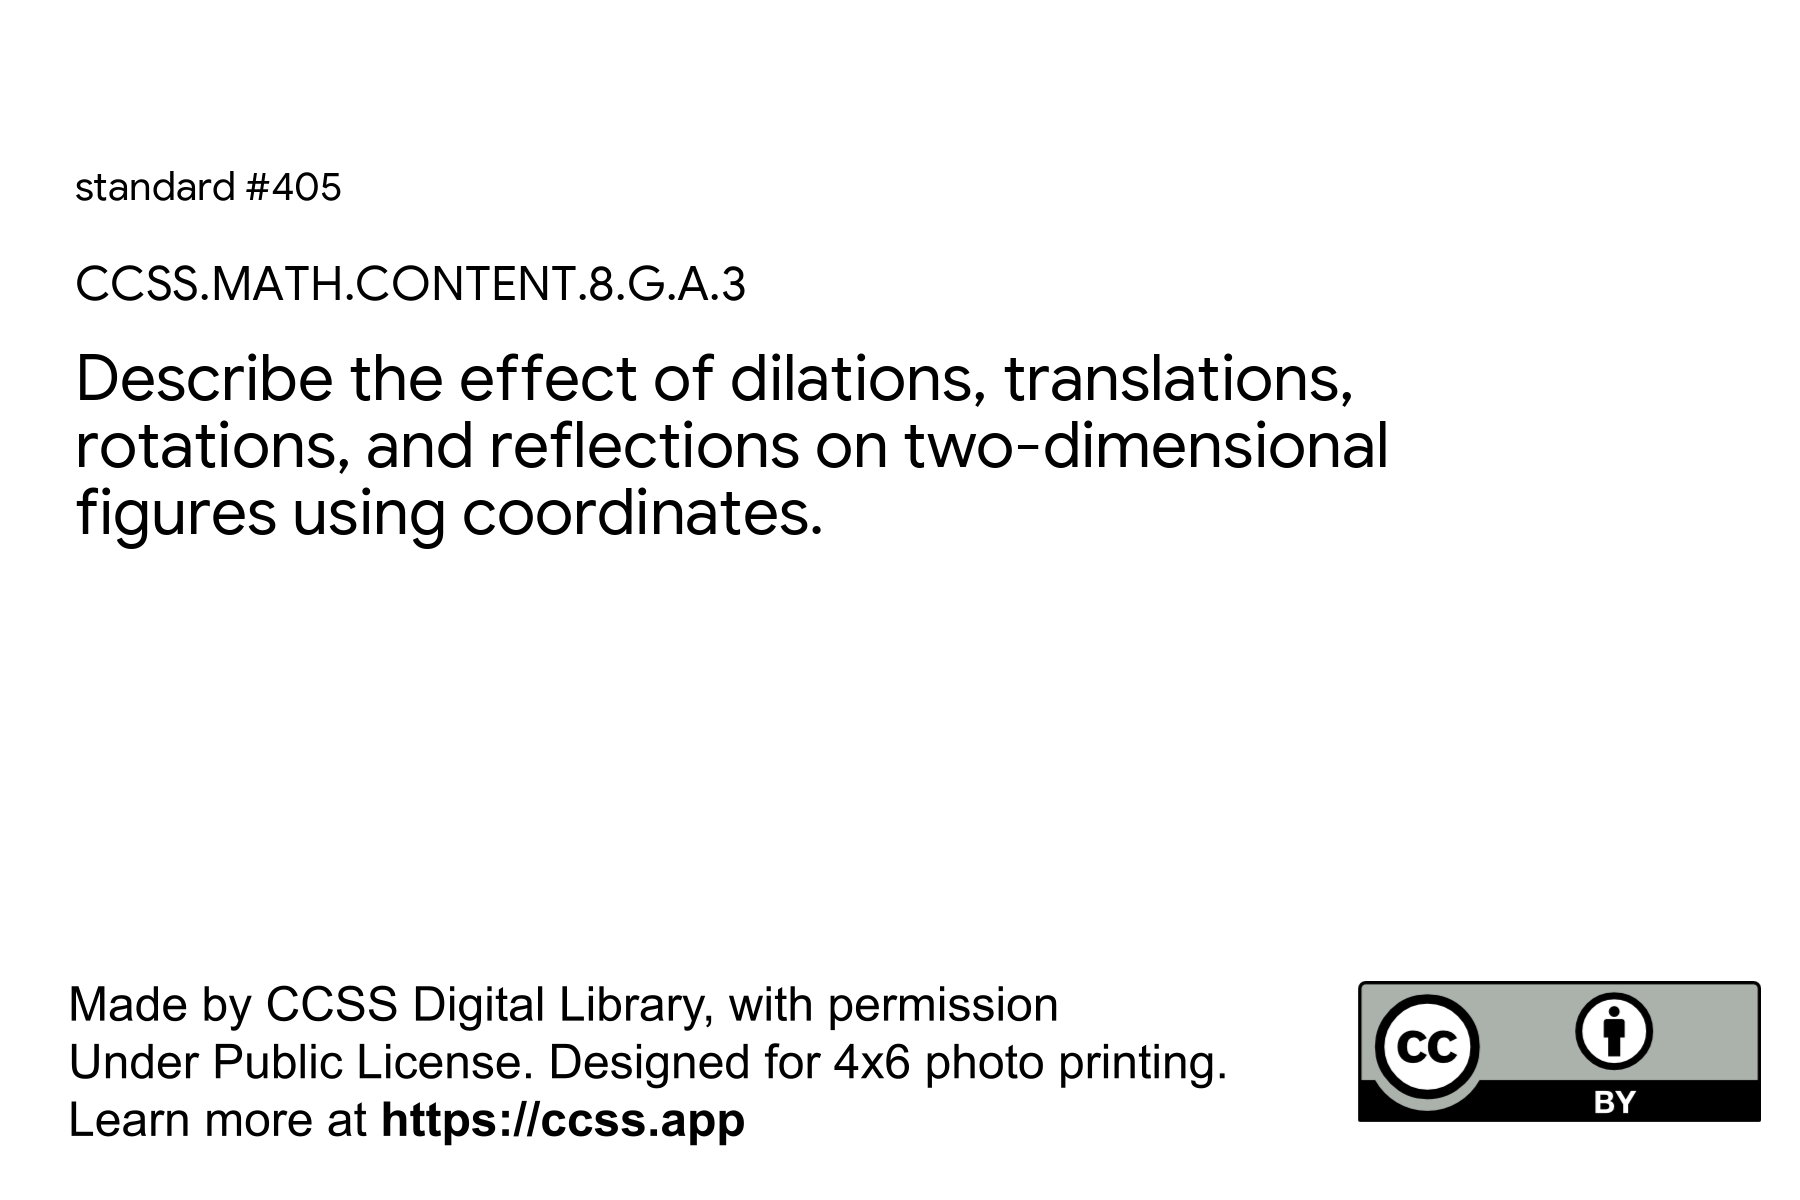 standard #405
CCSS.MATH.CONTENT.8.G.A.3
Describe the effect of dilations, translations,
rotations, and reflections on two-dimensional
figures using coordinates.
Made by CCSS Digital Library, with permission
Under Public License. Designed for 4x6 photo printing.
Learn more at https://ccss.app
cc
BY